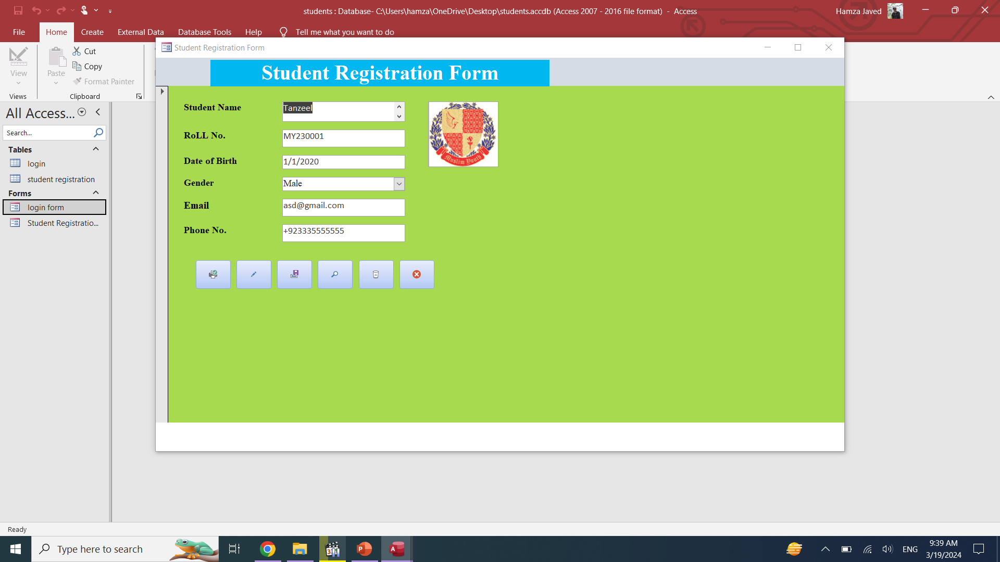 students : Database- C:\Users\hamza\OneDrive\Desktop\students.accdb (Access 2007 - 2016 file format) - Access
Hamza Javed
File
Home
Create
External Data
Database Tools
Help
Tell me what you want to do
View
Paste
Cut
Copy
Format Painter
Views
Clipboard
Student Registration Form
Student Registration Form
All Access...
Search...
Tables
login
student registration
Forms
login form
Student Registratio...
Student Name
Tanzeel
RoLL No.
MY230001
Date of Birth
1/1/2020
Gender
Male
Email
asd@gmail.com
Phone No.
+923335555555
Muslim Youth
Ready
Type here to search
ENG
9:39 AM
3/19/2024